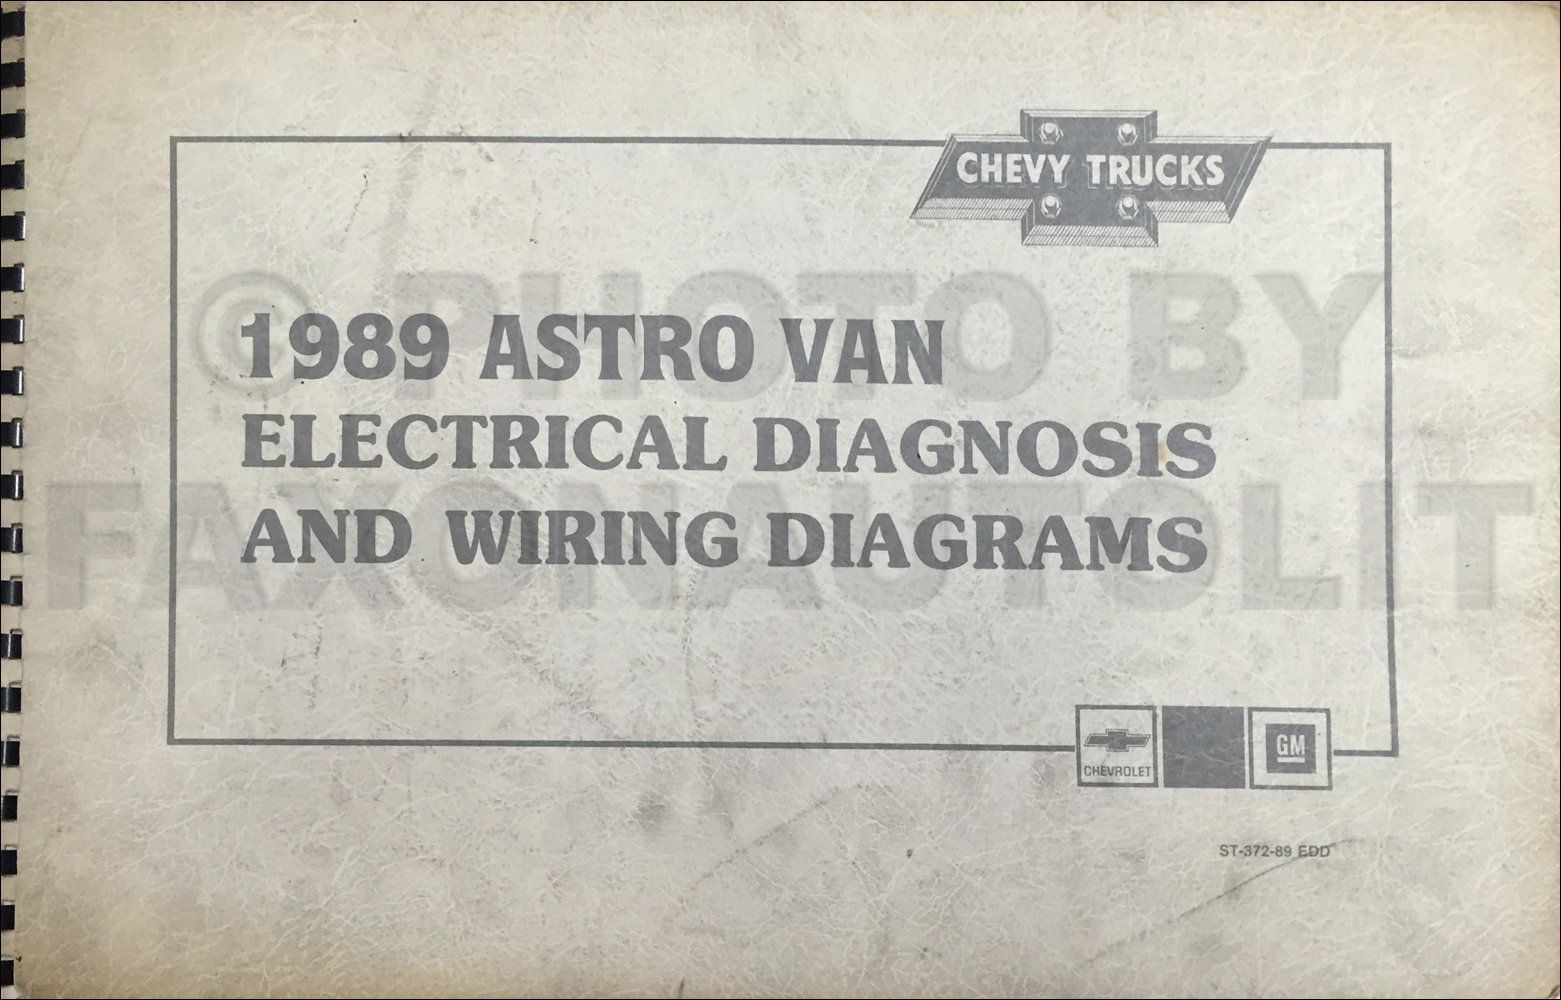 CHEVY TRUCKS
© PHOTO BY
1989 ASTRO VAN
ELECTRICAL DIAGNOSIS
FAXONAUTOLIT
AND WIRING DIAGRAMS
CHEVROLET
GM
ST-372-89 EDD